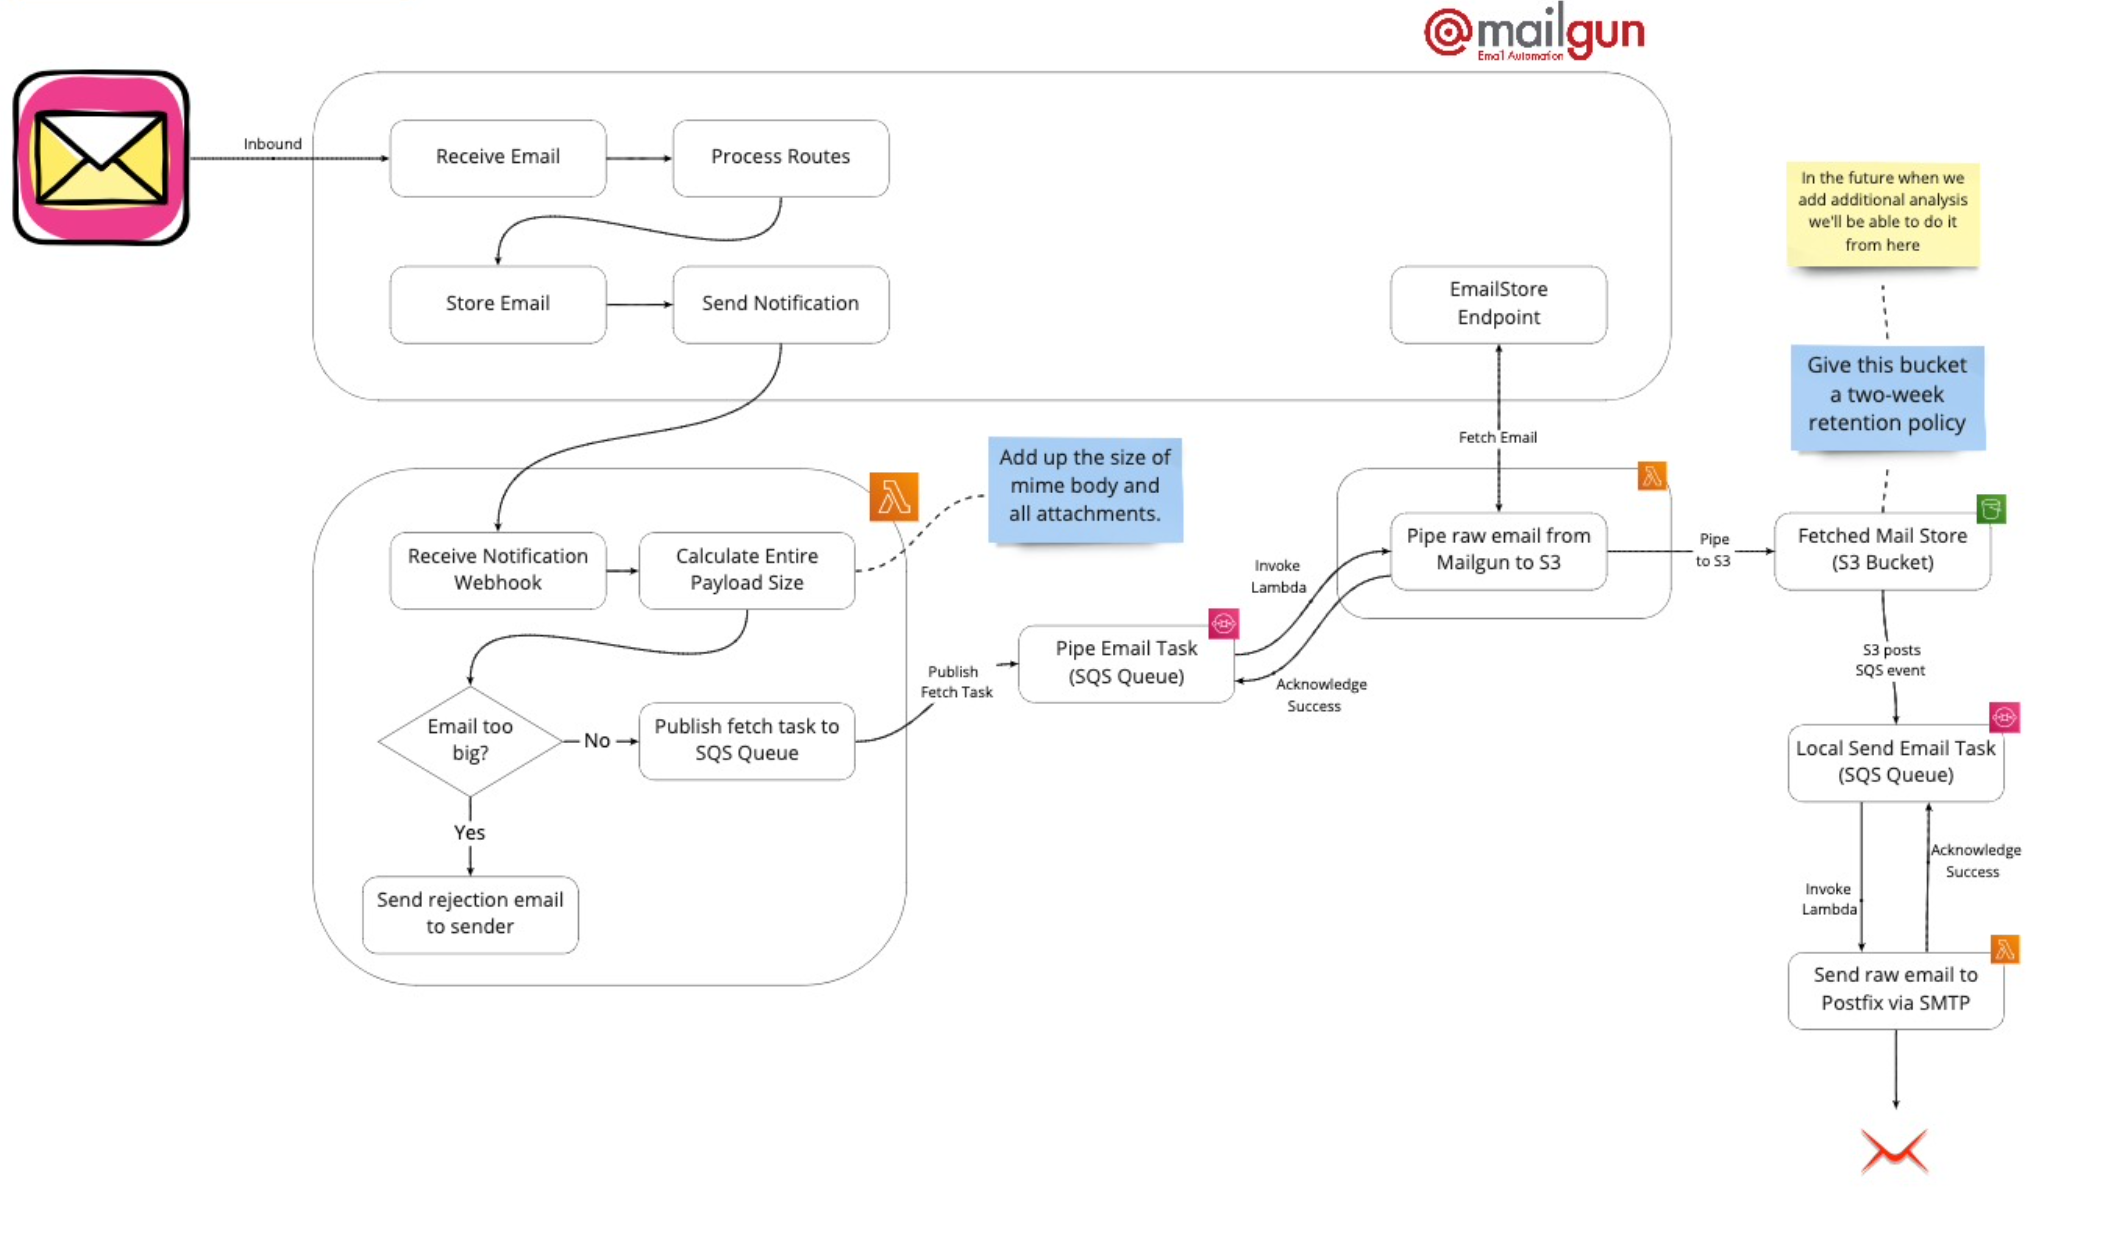 @mailgun
Email Automation
Inbound
Receive Email
Process Routes
Store Email
Send Notification
EmailStore
Endpoint
In the future when we
add additional analysis
we'll be able to do it
from here
Give this bucket
a two-week
retention policy
Fetch Email
Add up the size of
mime body and
all attachments.
Receive Notification
Webhook
Calculate Entire
Payload Size
Email too
big?
No
Publish fetch task to
SQS Queue
Yes
Send rejection email
to sender
Publish
Fetch Task
Pipe Email Task
(SQS Queue)
Invoke
Lambda
Acknowledge
Success
Pipe raw email from
Mailgun to S3
Pipe
to S3
Fetched Mail Store
(S3 Bucket)
S3 posts
SQS event
Local Send Email Task
(SQS Queue)
Invoke
Lambda
Acknowledge
Success
Send raw email to
Postfix via SMTP